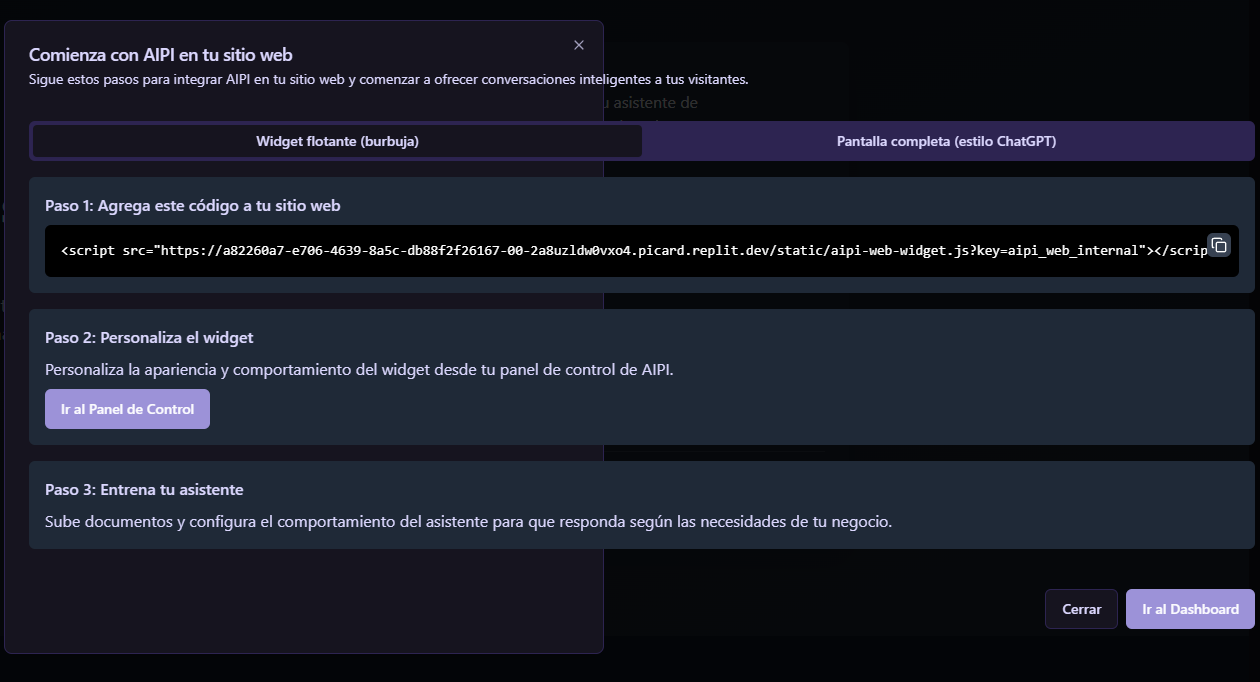 Comienza con AIPI en tu sitio web
Sigue estos pasos para integrar AIPI en tu sitio web y comenzar a ofrecer conversaciones inteligentes a tus visitantes.
asistente de
Widget flotante (burbuja)
Pantalla completa (estilo ChatGPT)
Paso 1: Agrega este código a tu sitio web
<script src="https://a82260a7-e706-4639-8a5c-db88f2f26167-00-2a8uzldw0vxo4.picard.replit.dev/static/aipi-web-widget.js?key=aipi_web_internal"></scrip
Paso 2: Personaliza el widget
Personaliza la apariencia y comportamiento del widget desde tu panel de control de AIPI.
Ir al Panel de Control
Paso 3: Entrena tu asistente
Sube documentos y configura el comportamiento del asistente para que responda según las necesidades de tu negocio.
Cerrar
Ir al Dashboard